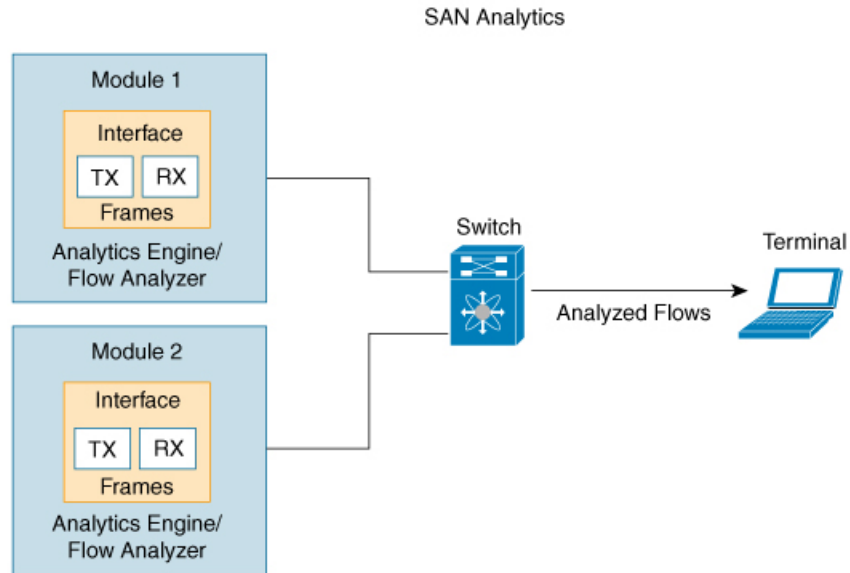 SAN Analytics
Module 1
Interface
TX RX
Frames
Analytics Engine/
Flow Analyzer
Module 2
Interface
TX RX
Frames
Analytics Engine/
Flow Analyzer
Switch
Analyzed Flows
Terminal